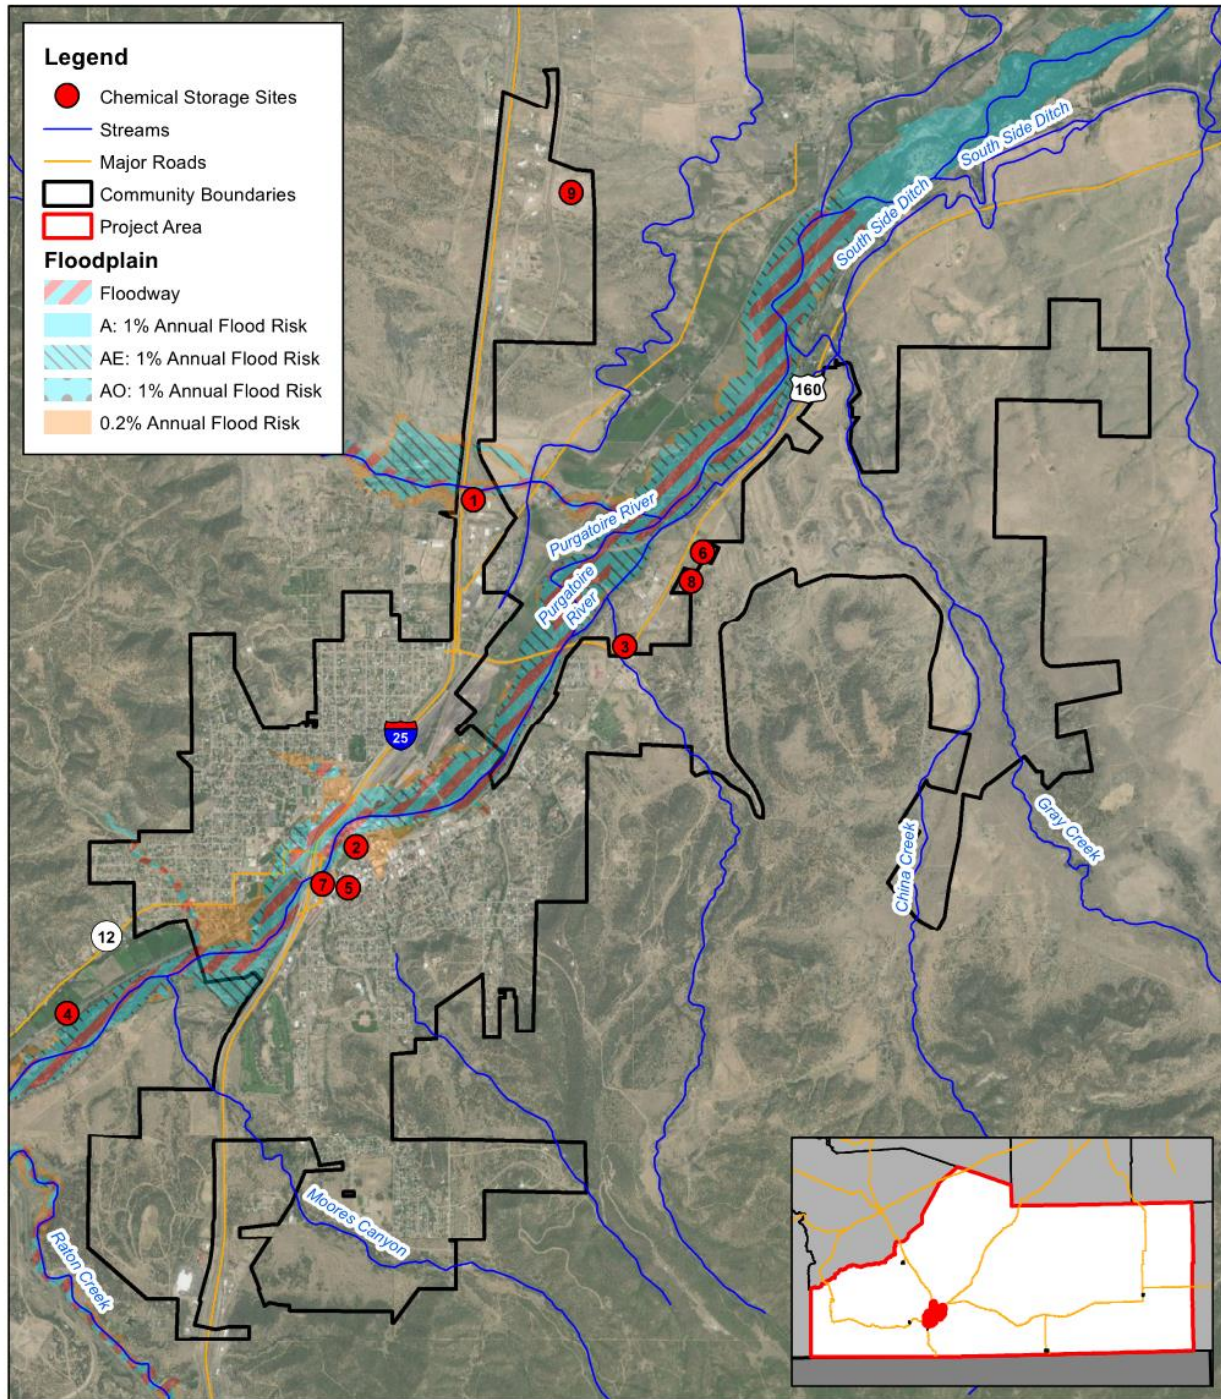 Legend
Chemical Storage Sites
Streams
Major Roads
Community Boundaries
Project Area
Floodplain
Floodway
A: 1% Annual Flood Risk
AE: 1% Annual Flood Risk
AO: 1% Annual Flood Risk
0.2% Annual Flood Risk
South Side Ditch
9
South Side Ditch
160
1
Purgatoire River
6
8
Purgatoire
River
3
25
Gray Creek
2
China Creek
7
5
12
4
Moores Canyon
Raton Creek